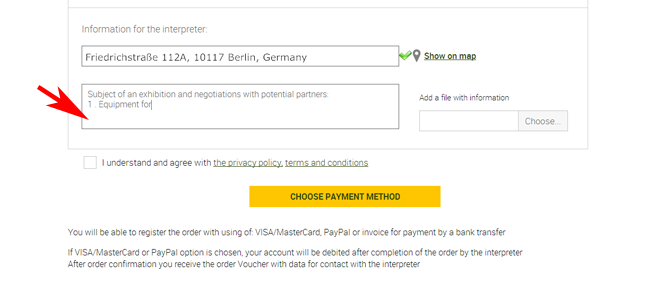 Information for the interpreter:
Friedrichstraße 112A, 10117 Berlin, Germany
Show on map
Subject of an exhibition and negotiations with potential partners:
1 Equipment for
Add a file with information
Choose...
I understand and agree with the privacy policy, terms and conditions
CHOOSE PAYMENT METHOD
You will be able to register the order with using of: VISA/MasterCard, PayPal or invoice for payment by a bank transfer
If VISA/MasterCard or PayPal option is chosen, your account will be debited after completion of the order by the interpreter
After order confirmation you receive the order Voucher with data for contact with the interpreter